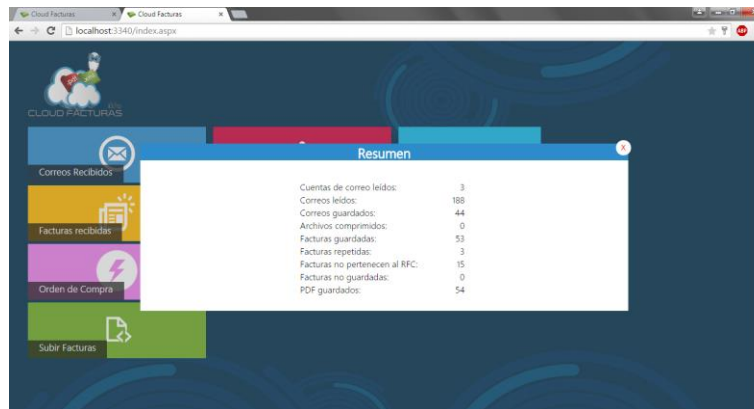 Cloud Facturas
Cloud Facturas
localhost:3340/index.aspx
ABP
CLOUD FACTURAS
Resumen
X
Correos Recibidos
Facturas recibidas
Orden de Compra
Subir Facturas
Cuentas de correo leídos: 3
Correos leídos: 188
Correos guardados: 44
Archivos comprimidos: 0
Facturas guardadas: 53
Facturas repetidas: 3
Facturas no pertenecen al RFC: 15
Facturas no guardadas: 0
PDF guardados: 54